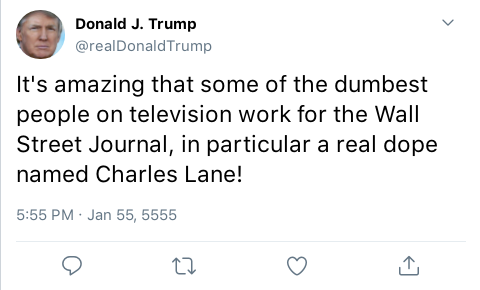 Donald J. Trump
@realDonaldTrump
It's amazing that some of the dumbest
people on television work for the Wall
Street Journal, in particular a real dope
named Charles Lane!
5:55 PM · Jan 55, 5555